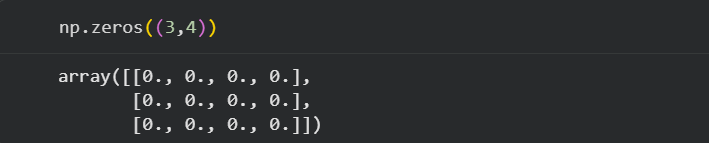 np.zeros((3,4))
array([[0., 0., 0., 0.],
       [0., 0., 0., 0.],
       [0., 0., 0., 0.]])